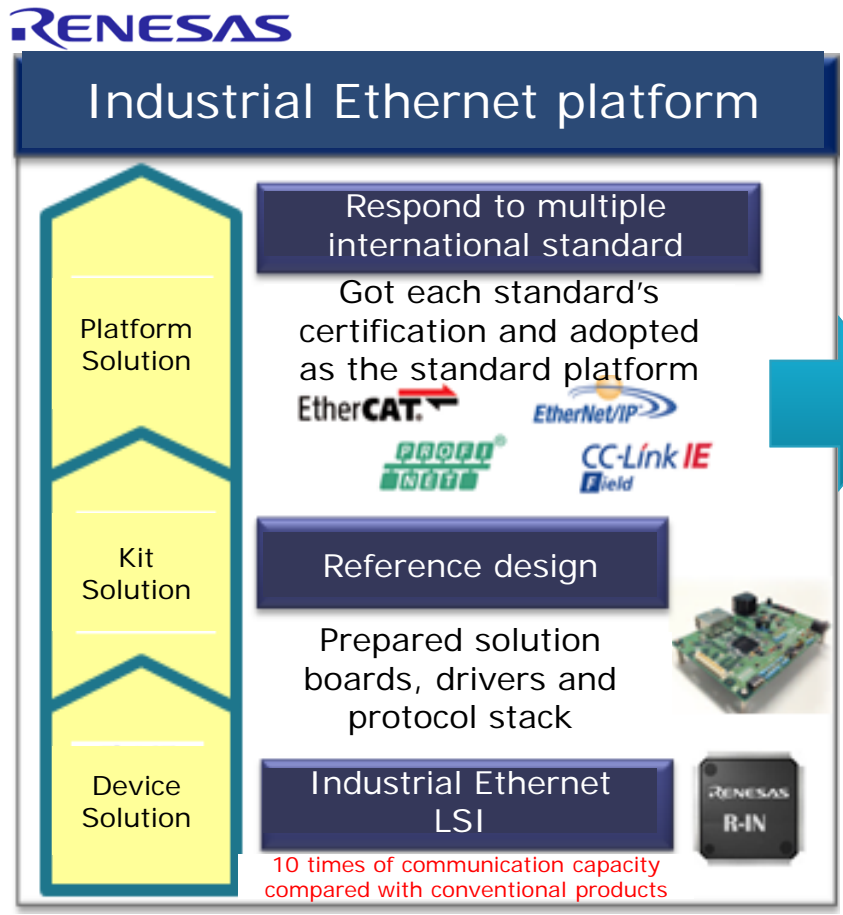 RENESAS
Industrial Ethernet platform
Respond to multiple
international standard
Got each standard's
certification and adopted
as the standard platform
Platform
Solution
EtherCAT.
EtherNet/IP
PROFI®
NET
CC-Link IE
Field
Kit
Solution
Reference design
Prepared solution
boards, drivers and
protocol stack
Device
Solution
Industrial Ethernet
LSI
RENESAS
R-IN
10 times of communication capacity
compared with conventional products